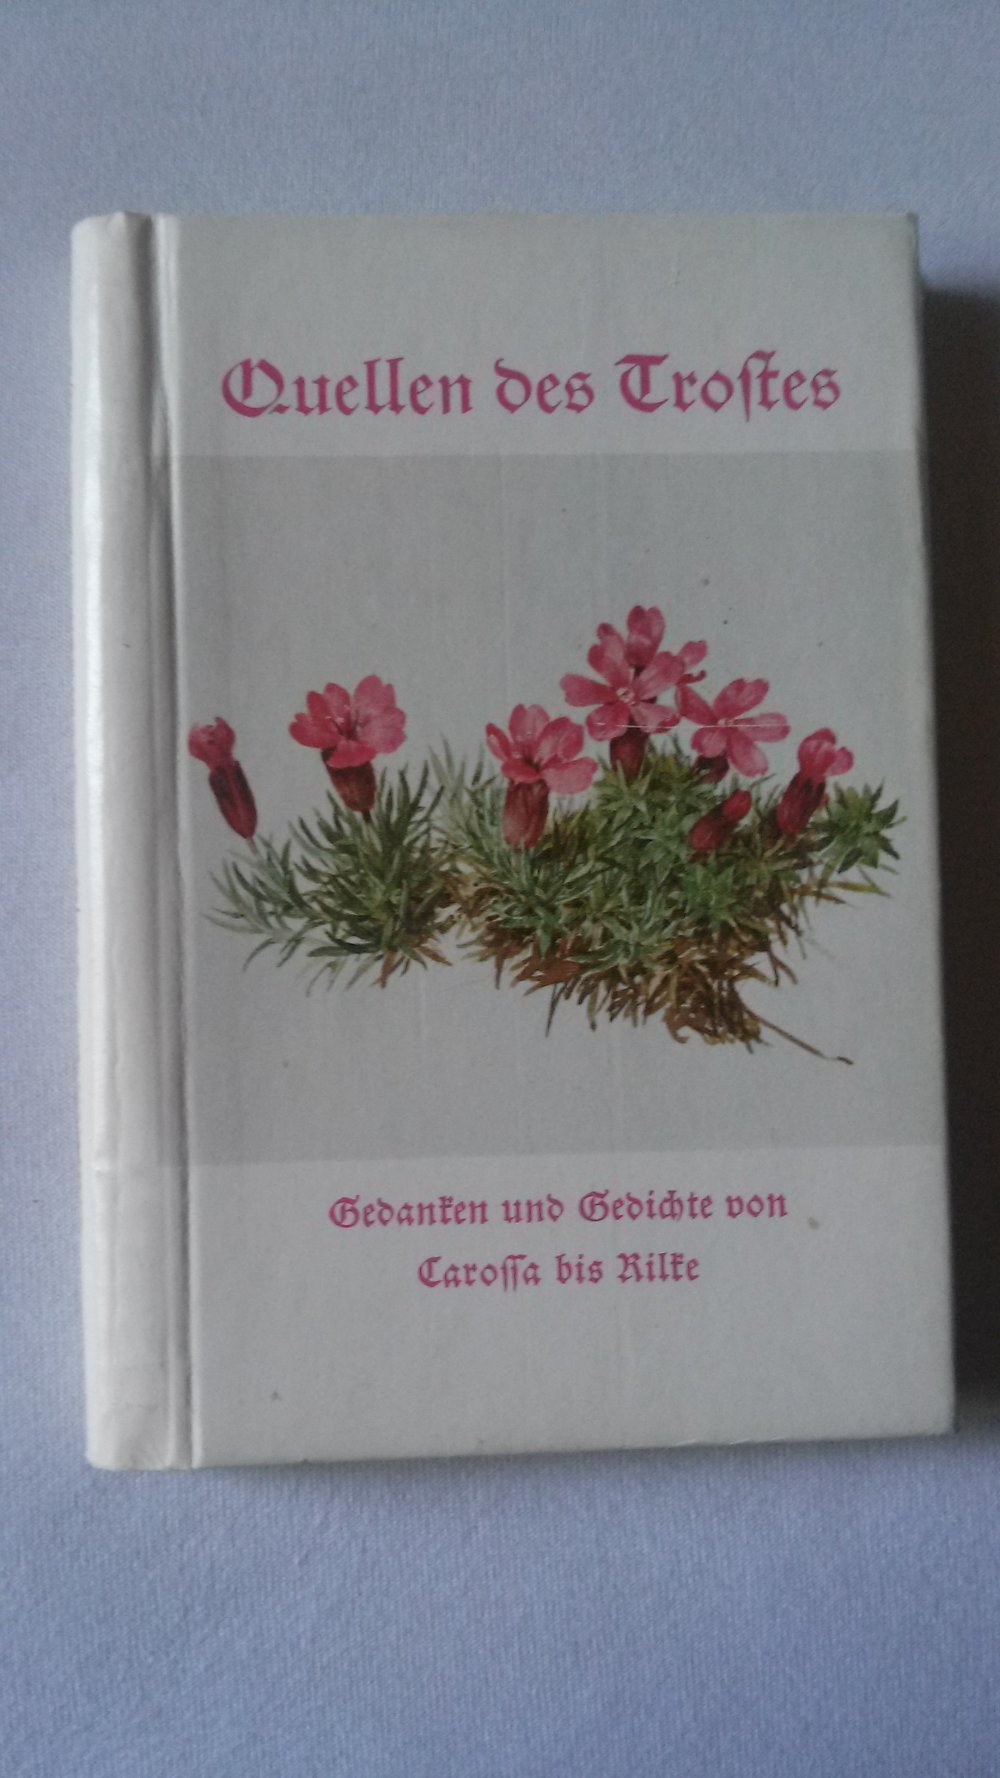 Quellen des Troſtes
Gedanken und Gedichte von
Caroſſa bis Rilke